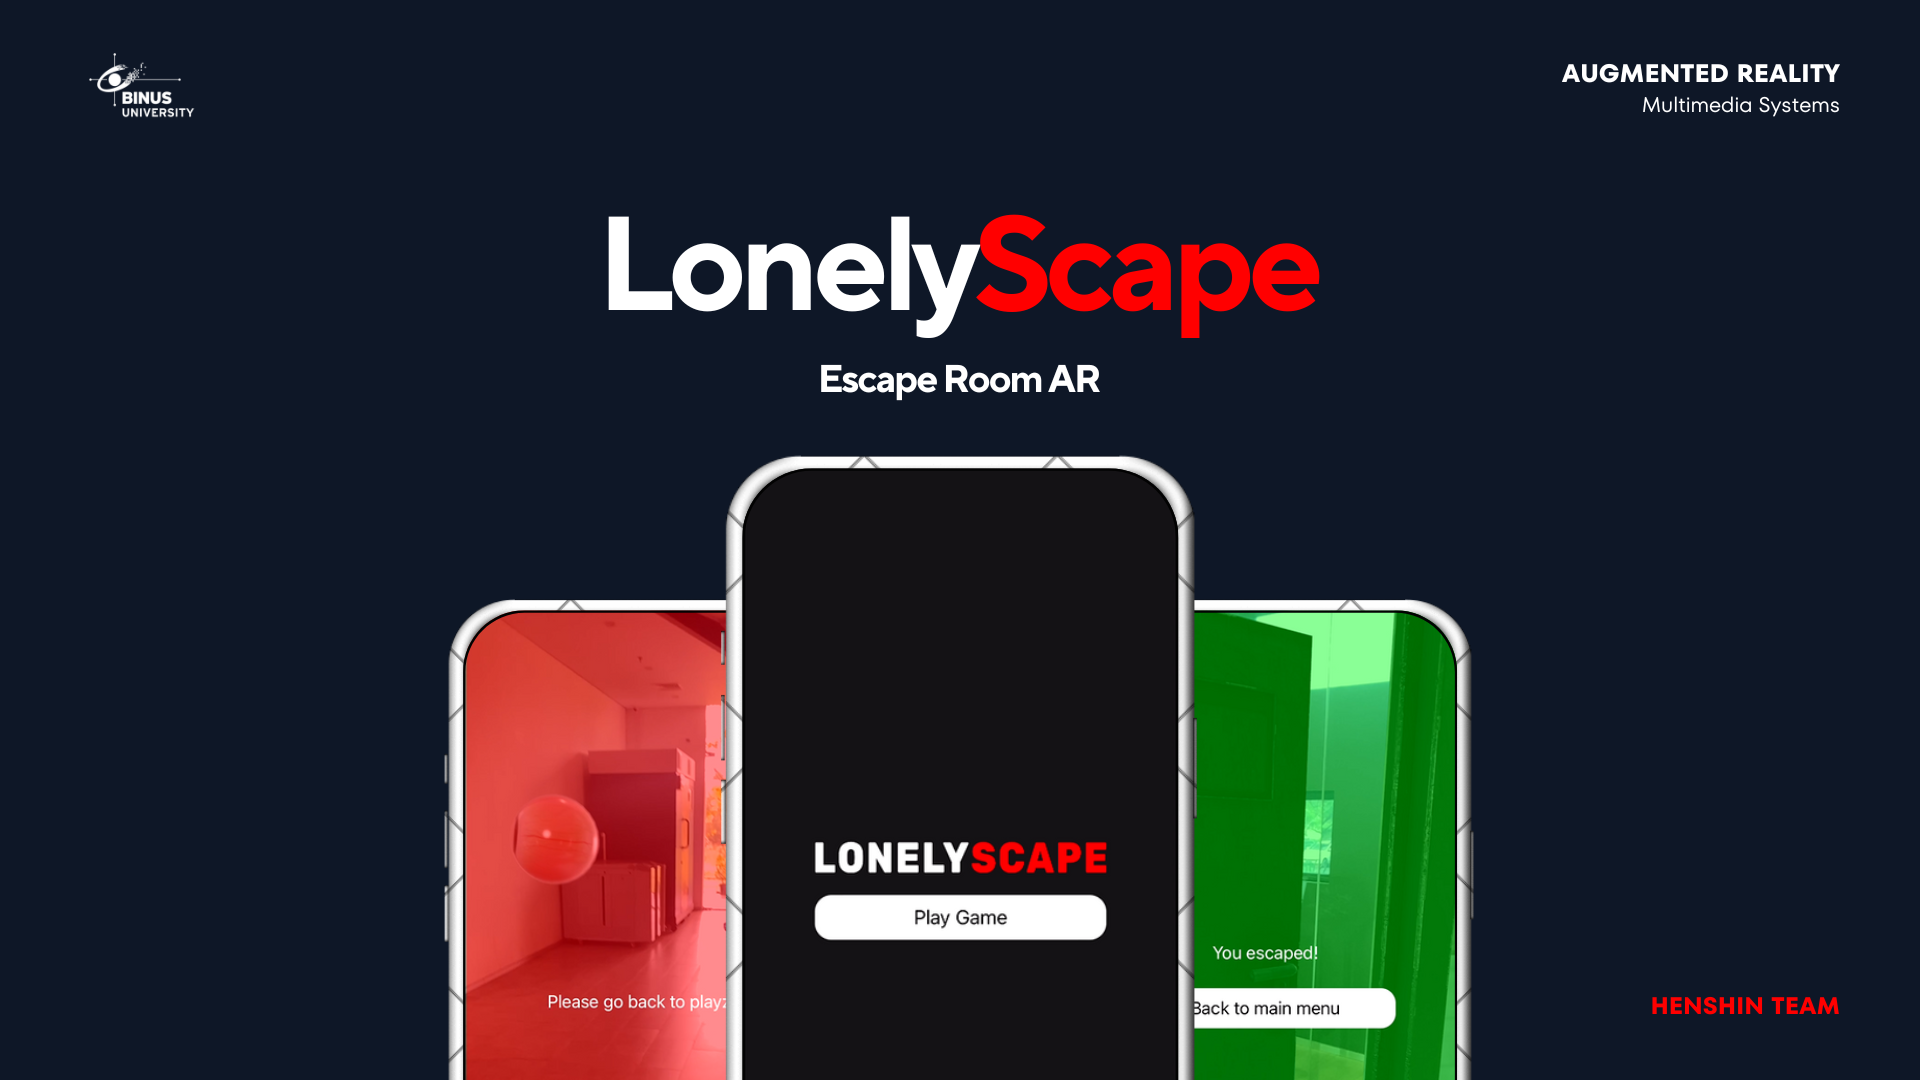 BINUS
UNIVERSITY
AUGMENTED REALITY
Multimedia Systems
LonelyScape
Escape Room AR
LONELYSCAPE
Play Game
You escaped!
Please go back to
Back to main menu
HENSHIN TEAM